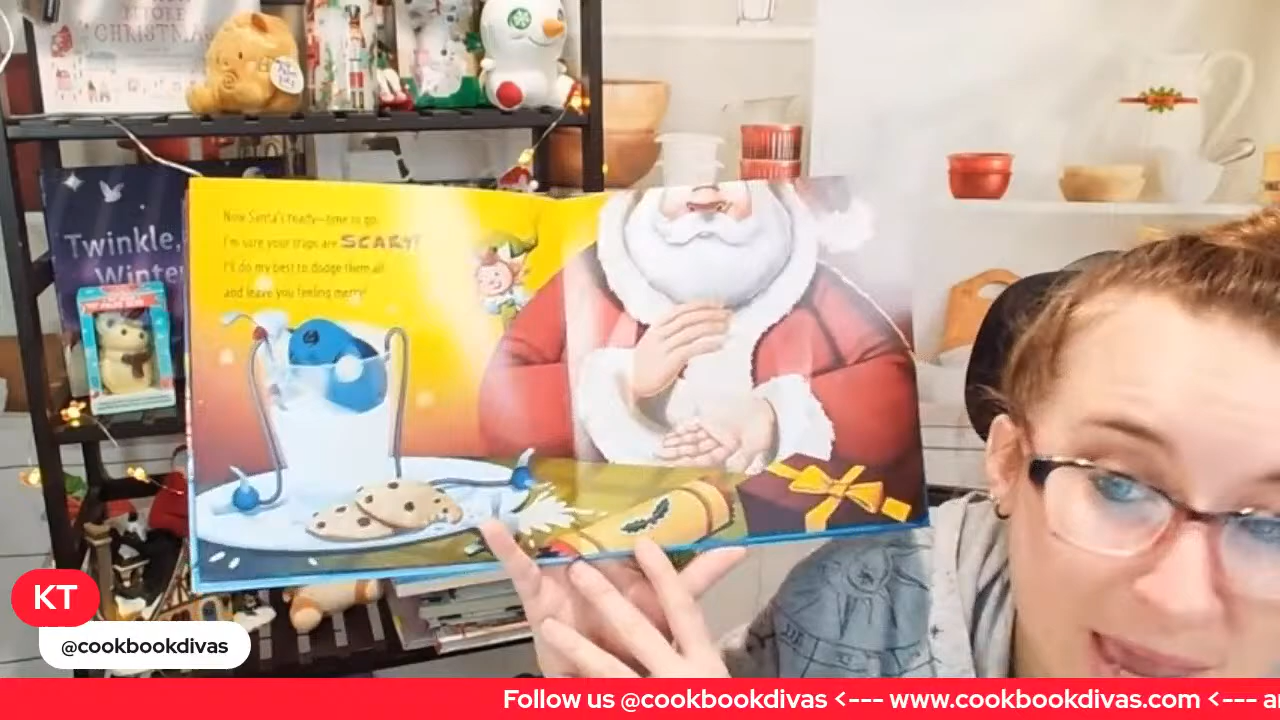 CHRISTMAS
Twinkle,
Winter
Now Santa's ready—time to go.
I'm sure your traps are SCARY!
I'll do my best to dodge them all
and leave you feeling merry!
KT
@cookbookdivas
Follow us @cookbookdivas <--- www.cookbookdivas.com <---